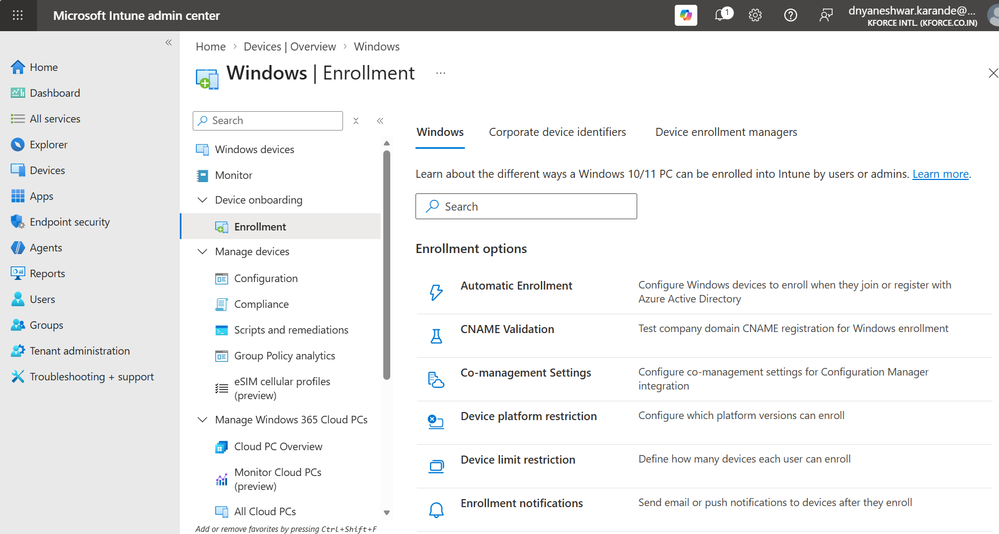 Microsoft Intune admin center
1
dnyaneshwar.karande@...
KFORCE INTL. (KFORCE.CO.IN)
Home
Dashboard
All services
Explorer
Devices
Apps
Endpoint security
Agents
Reports
Users
Groups
Tenant administration
Troubleshooting + support
Home > Devices | Overview > Windows
Windows | Enrollment ...
Search
Windows devices
Monitor
Device onboarding
Enrollment
Manage devices
Configuration
Compliance
Scripts and remediations
Group Policy analytics
eSIM cellular profiles
(preview)
Manage Windows 365 Cloud PCs
Cloud PC Overview
Monitor Cloud PCs
(preview)
All Cloud PCs
Add or remove favorites by pressing Ctrl+Shift+F
Windows Corporate device identifiers Device enrollment managers
Learn about the different ways a Windows 10/11 PC can be enrolled into Intune by users or admins. Learn more.
Search
Enrollment options
Automatic Enrollment
Configure Windows devices to enroll when they join or register with
Azure Active Directory
CNAME Validation
Test company domain CNAME registration for Windows enrollment
Co-management Settings
Configure co-management settings for Configuration Manager
integration
Device platform restriction
Configure which platform versions can enroll
Device limit restriction
Define how many devices each user can enroll
Enrollment notifications
Send email or push notifications to devices after they enroll